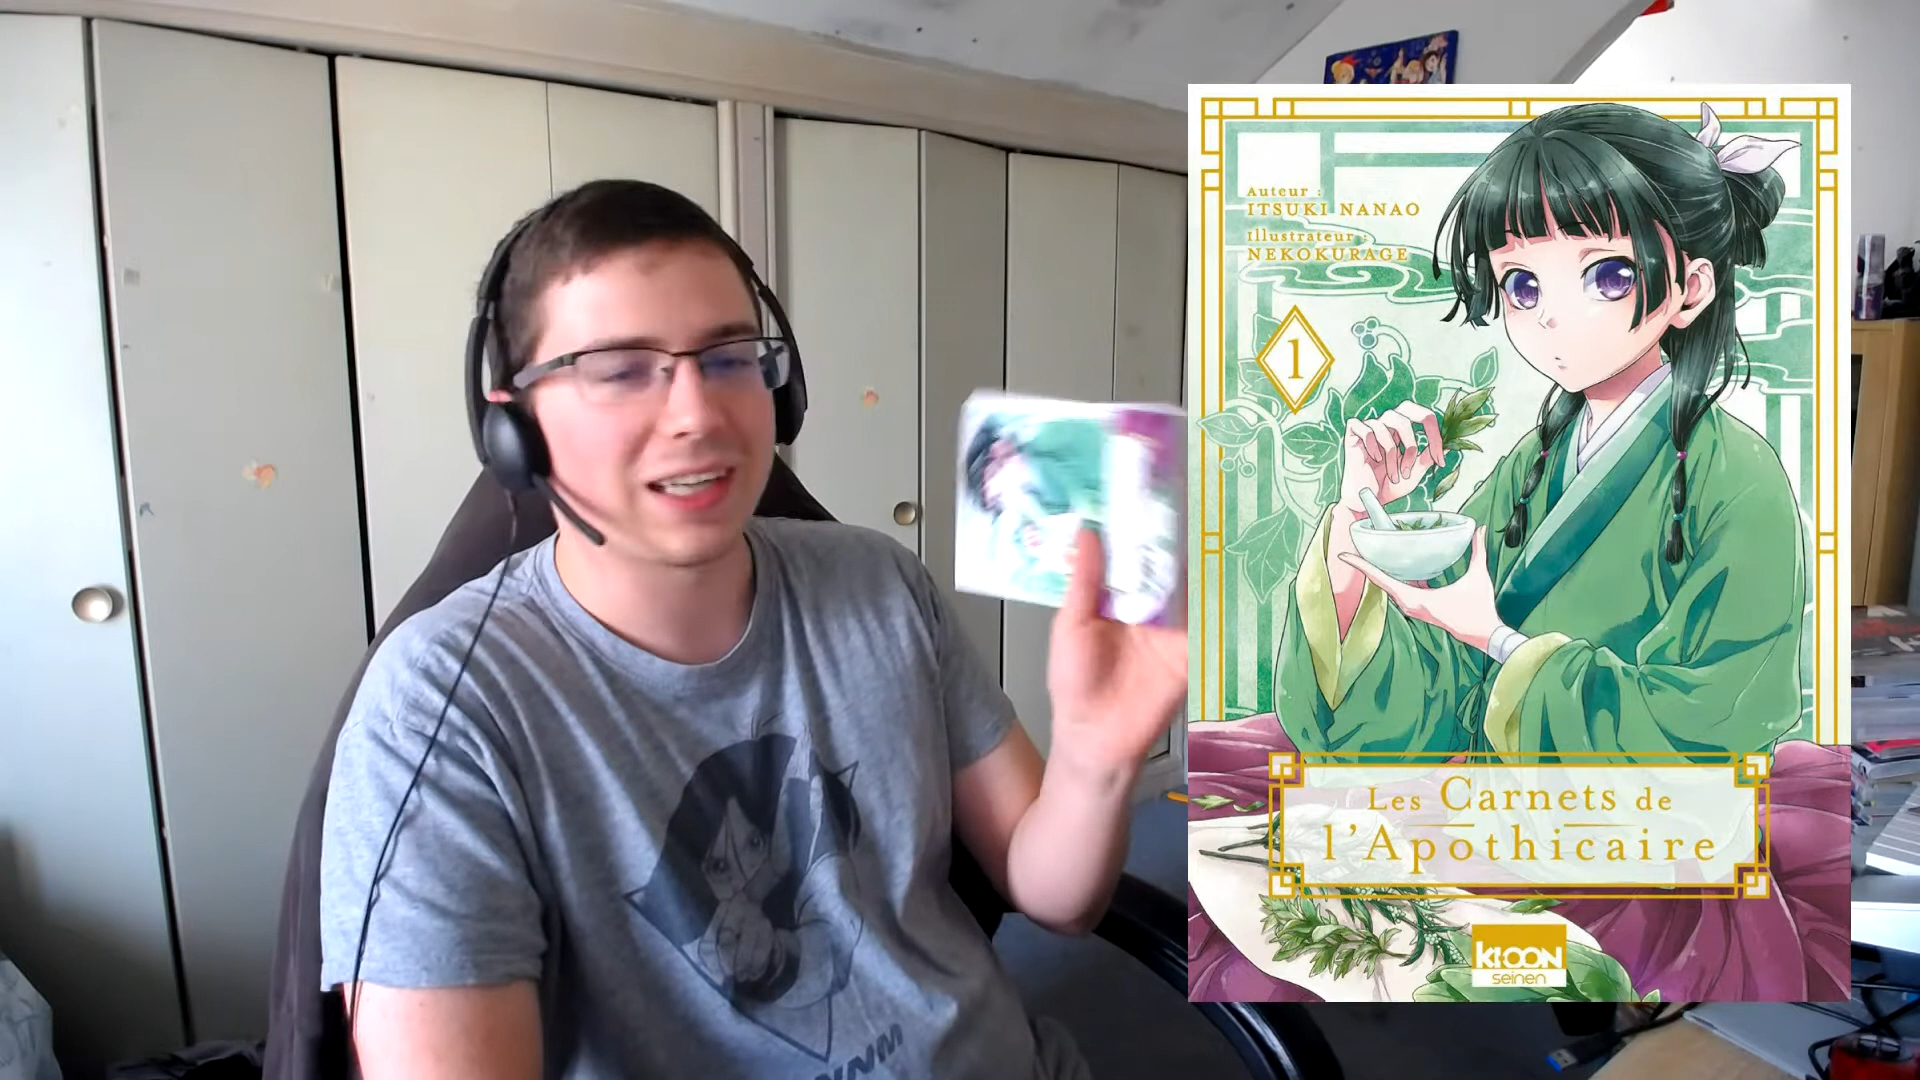 Auteur :
ITSUKI NANAO
Illustrateur :
NEKOKURAGE
1
Les Carnets de
l'Apothicaire
ki-oon
seinen